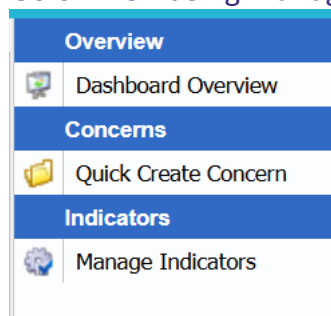 Overview
Dashboard Overview
Concerns
Quick Create Concern
Indicators
Manage Indicators